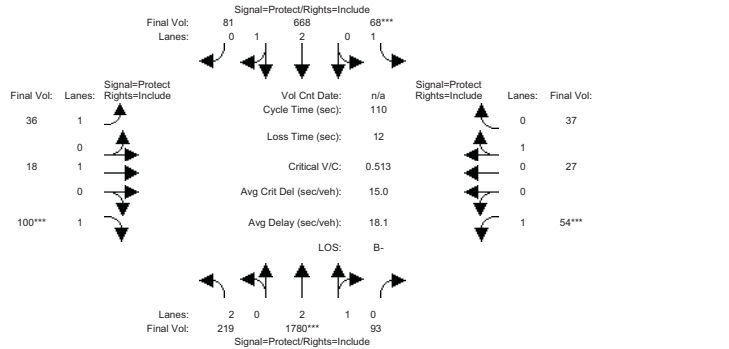 Signal=Protect/Rights=Include
Final Vol: 81 668 68***
Lanes: 0 1 2 0 1
Signal=Protect
Final Vol: Lanes: Rights=Include
Vol Cnt Date: n/a
Signal=Protect
Rights=Include Lanes: Final Vol:
36 1
Cycle Time (sec): 110
0 37
0
Loss Time (sec): 12
1
18 1
Critical V/C: 0.513
0 27
0
Avg Crit Del (sec/veh): 15.0
0
100*** 1
Avg Delay (sec/veh): 18.1
1 54***
LOS: B-
Lanes: 2 0 2 1 0
Final Vol: 219 1780*** 93
Signal=Protect/Rights=Include